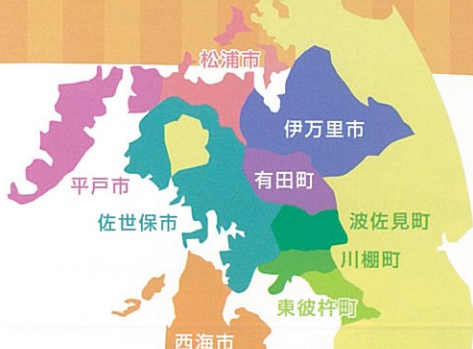 松浦市
伊万里市
平戸市
有田町
佐世保市
波佐見町
川棚町
東彼杵町
西海市